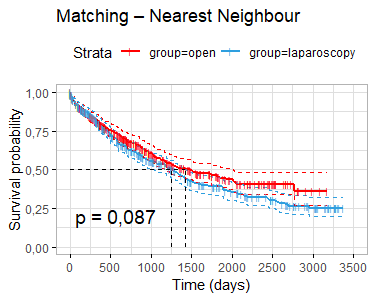 Matching – Nearest Neighbour
Strata group=open group=laparoscopy
Survival probability
1,00
0,75
0,50
0,25
0,00
p = 0,087
0 500 1000 1500 2000 2500 3000 3500
Time (days)